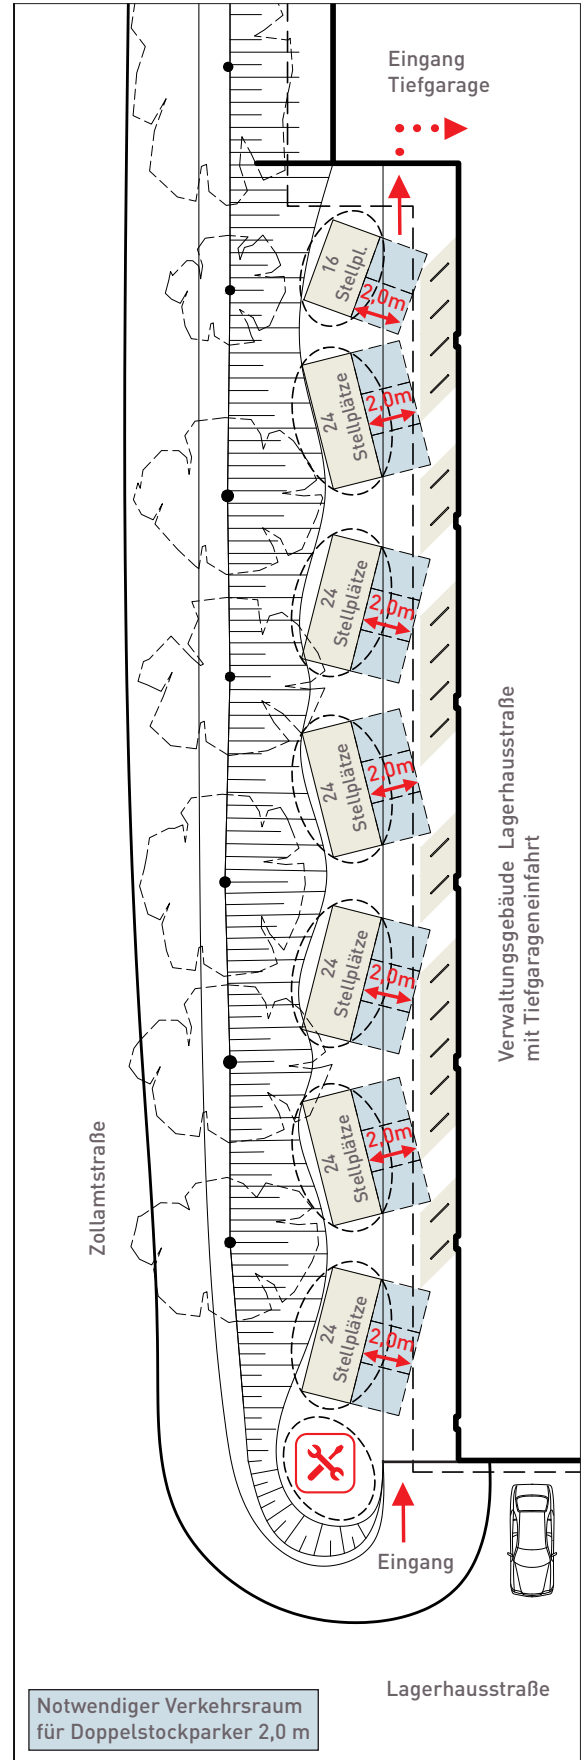 Eingang
Tiefgarage
16
Stellpl.
2,0m
24
Stellplätze
2,0m
24
Stellplätze
2,0m
24
Stellplätze
2,0m
24
Stellplätze
2,0m
24
Stellplätze
2,0m
24
Stellplätze
2,0m
Verwaltungsgebäude Lagerhausstraße
mit Tiefgarageneinfahrt
Zollamtstraße
Eingang
Lagerhausstraße
Notwendiger Verkehrsraum
für Doppelstockparker 2,0 m